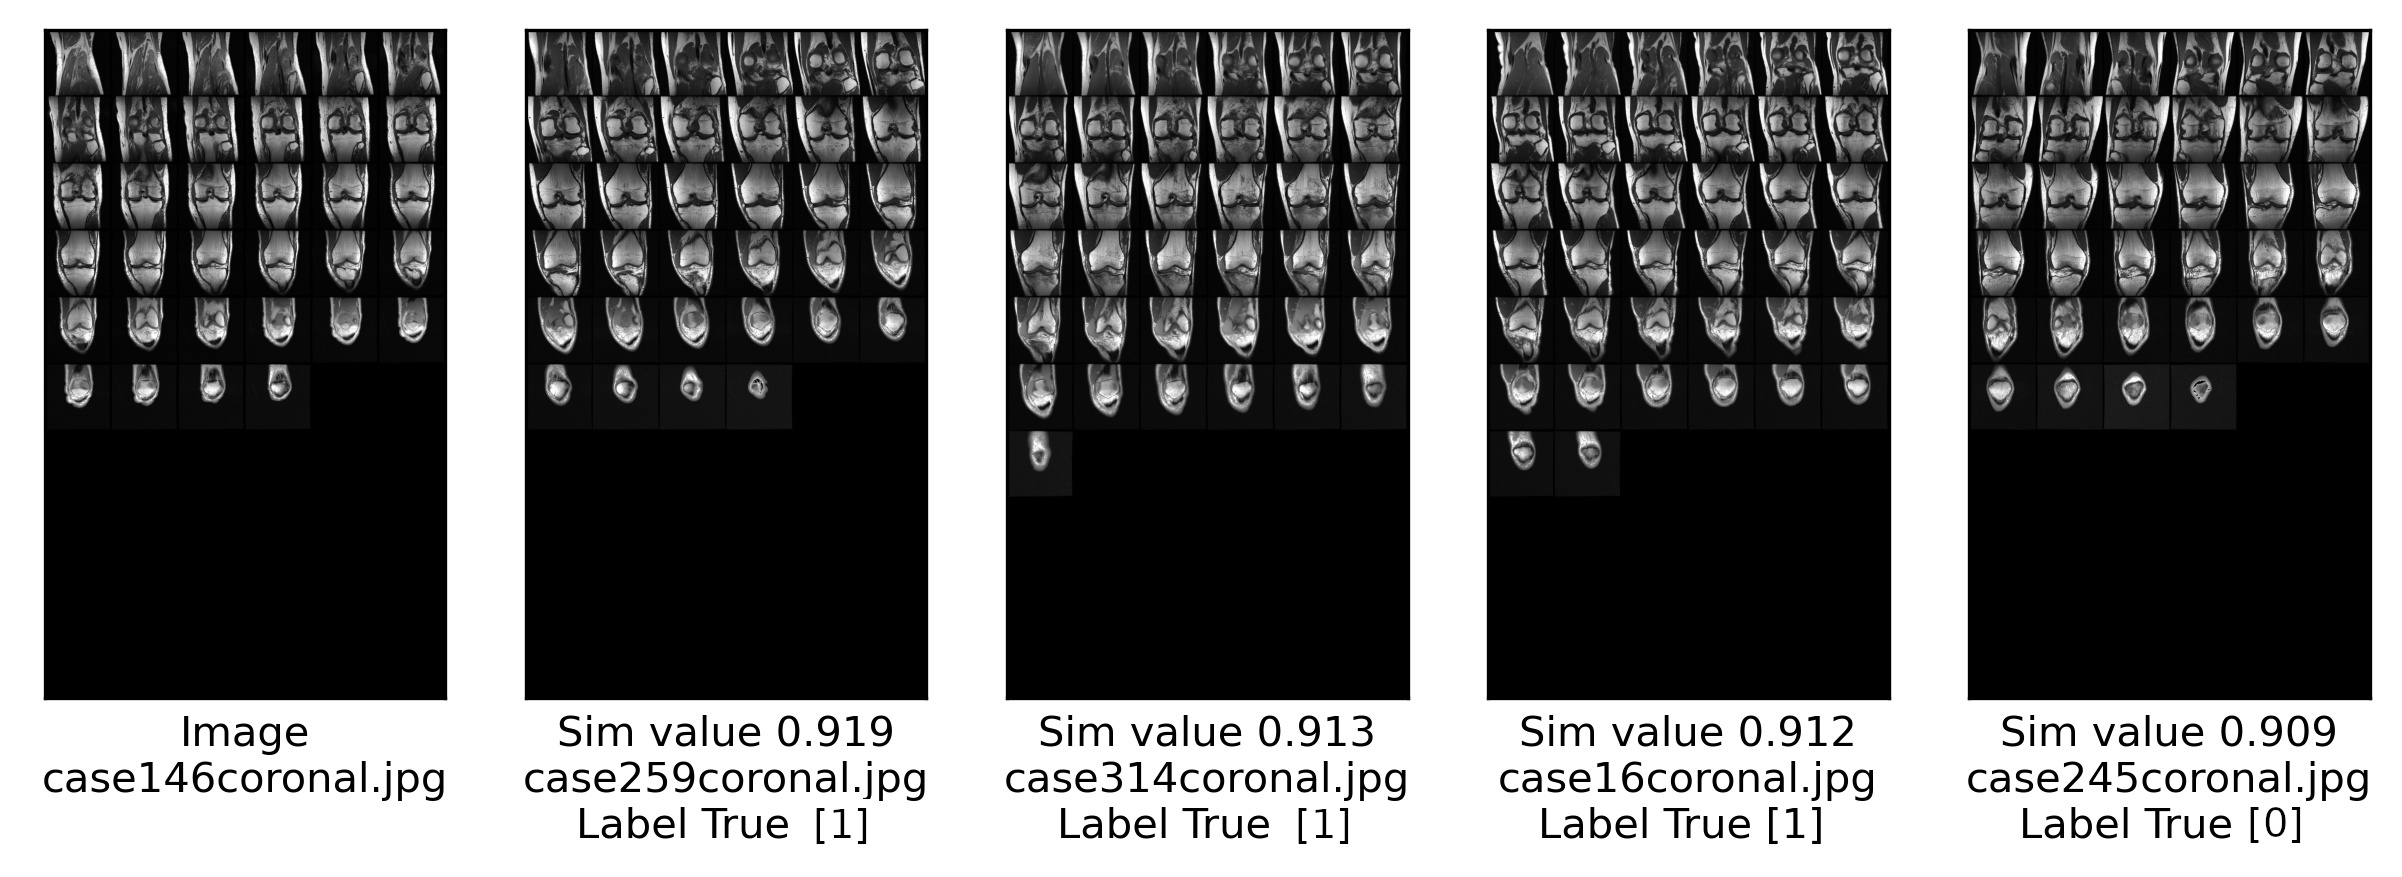 Image
case146coronal.jpg
Sim value 0.919
case259coronal.jpg
Label True  [1]
Sim value 0.913
case314coronal.jpg
Label True  [1]
Sim value 0.912
case16coronal.jpg
Label True [1]
Sim value 0.909
case245coronal.jpg
Label True [0]